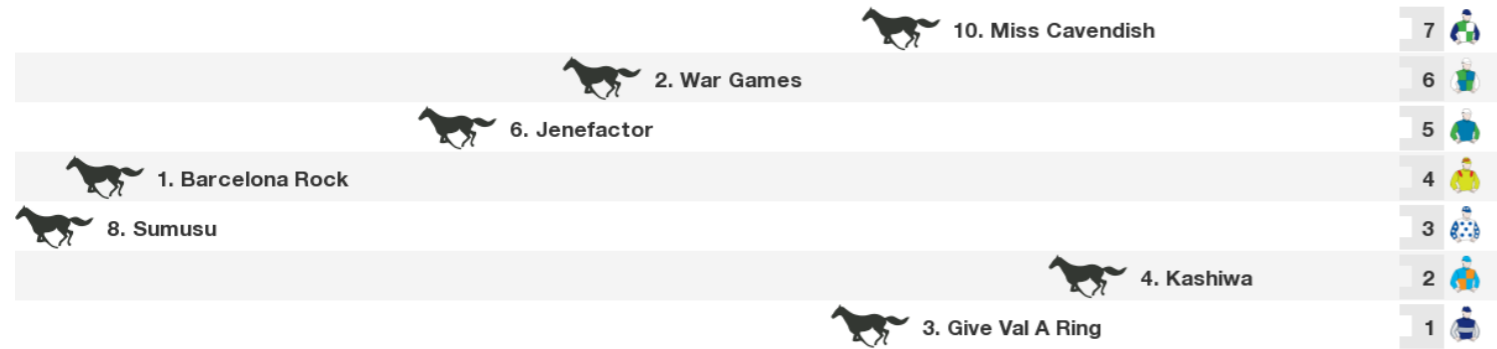 10. Miss Cavendish 7
2. War Games 6
6. Jenefactor 5
1. Barcelona Rock 4
8. Sumusu 3
4. Kashiwa 2
3. Give Val A Ring 1